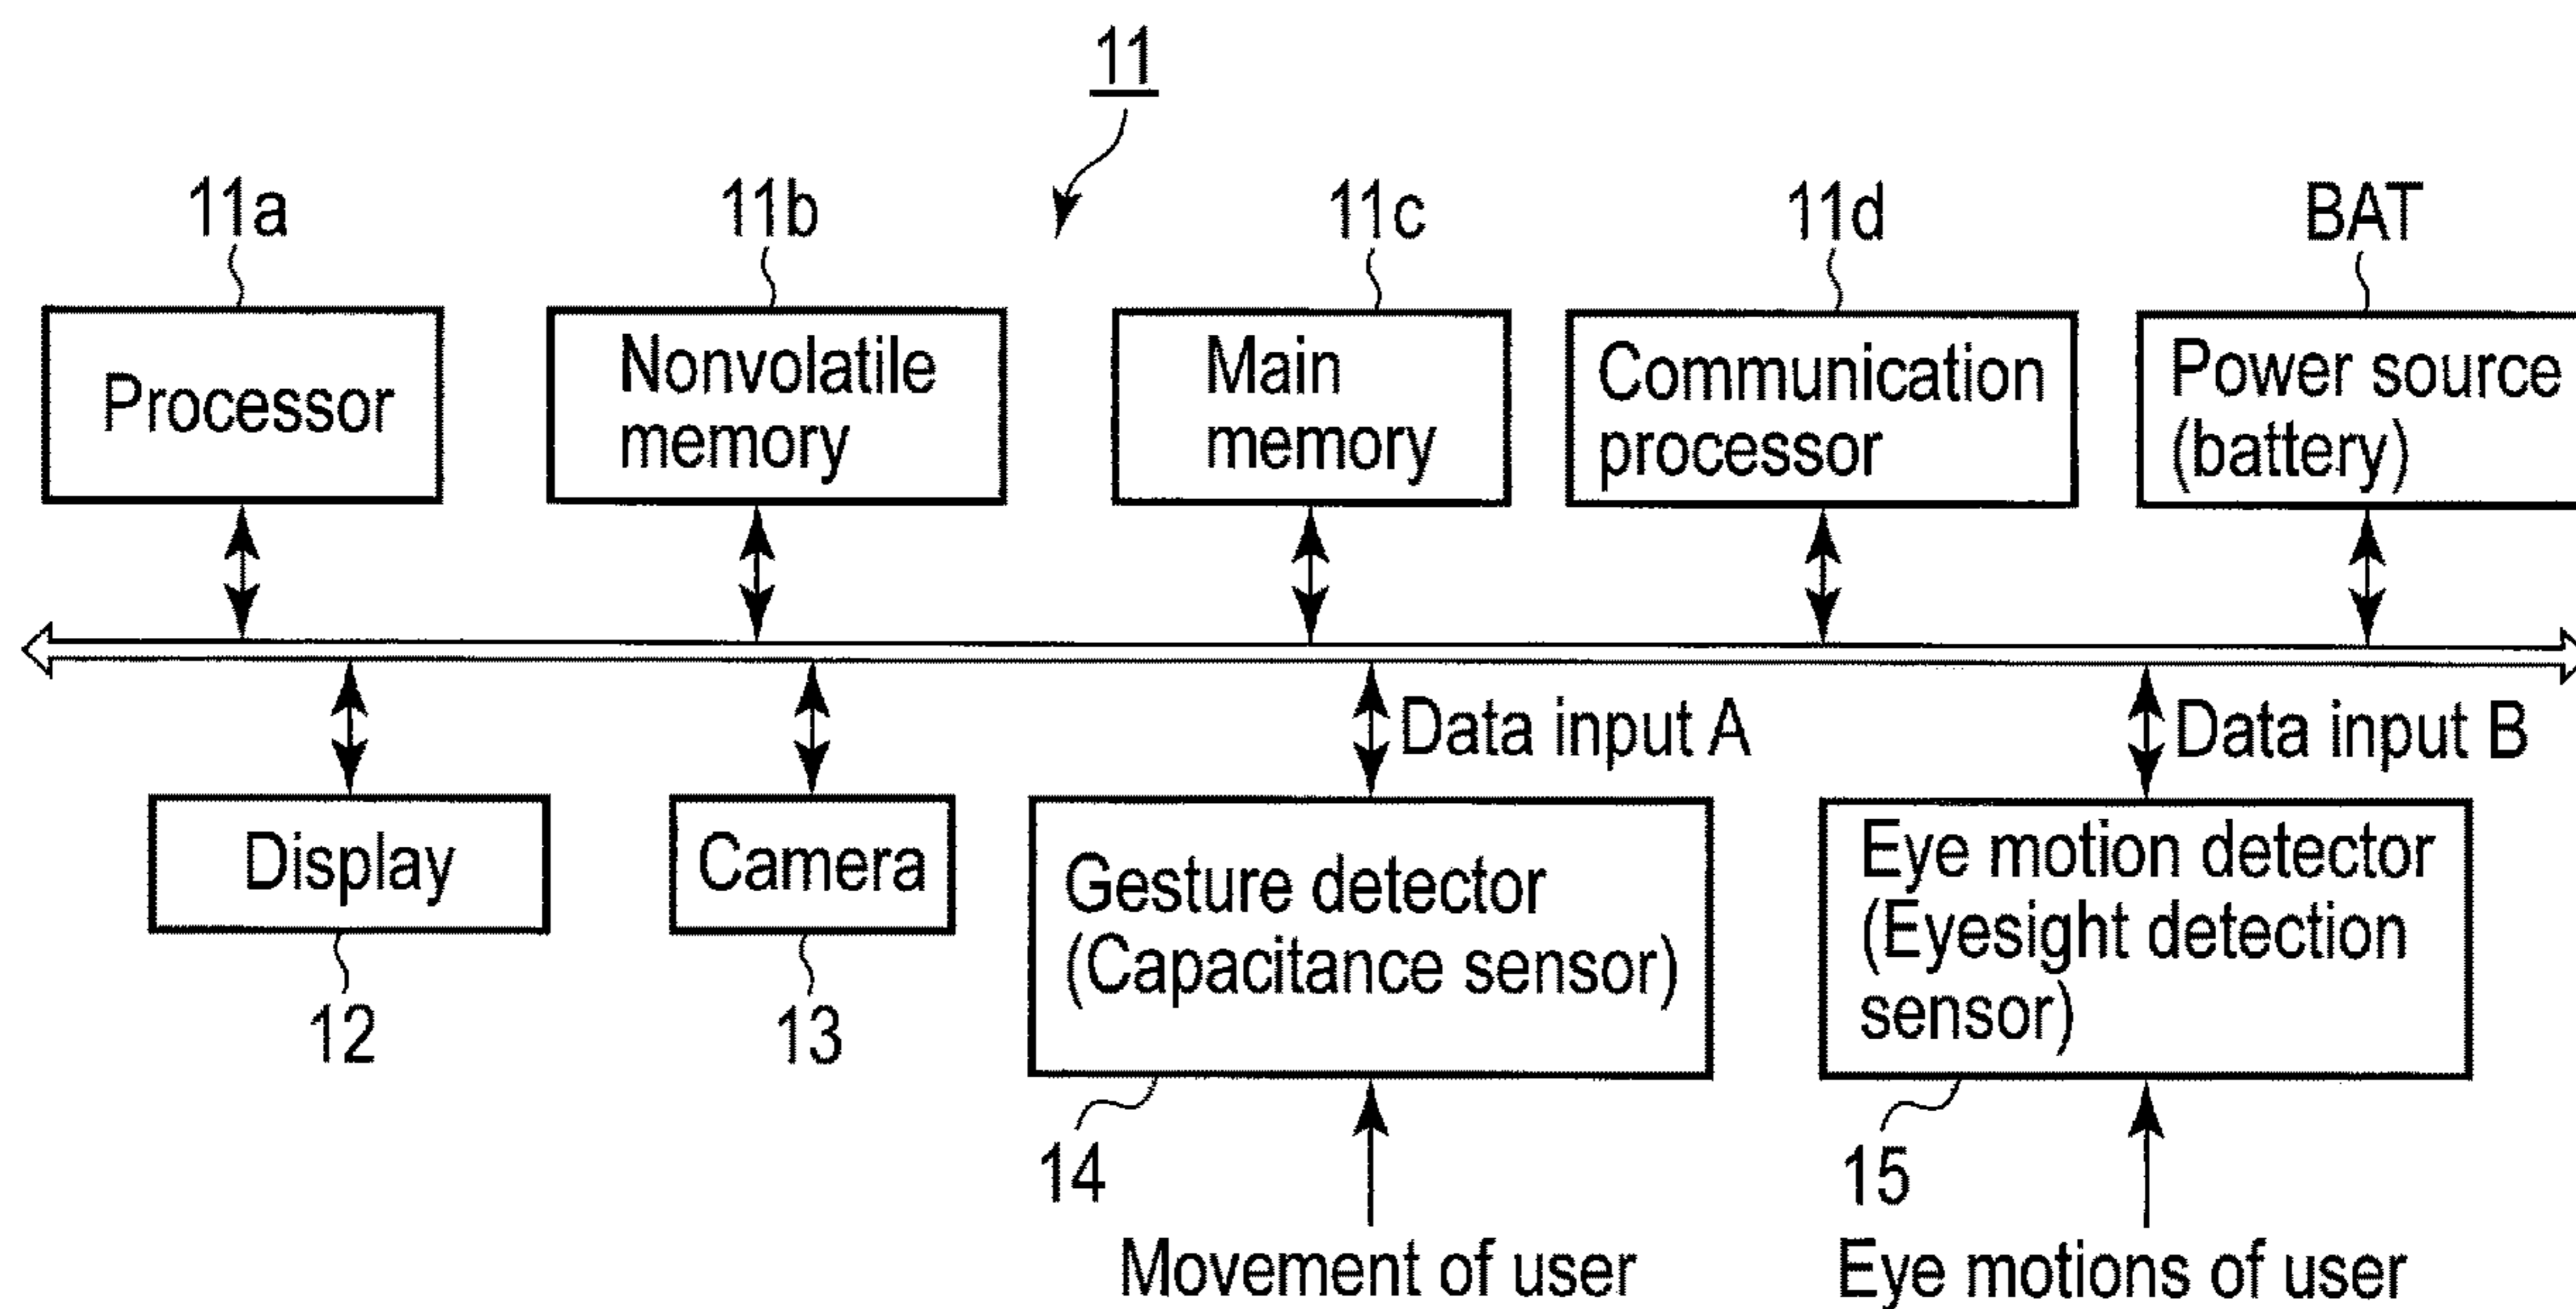 11
11a
11b
11c
11d
BAT
Processor
Nonvolatile
memory
Main
memory
Communication
processor
Power source
(battery)
Data input A
Data input B
Display
Camera
Gesture detector
(Capacitance sensor)
Eye motion detector
(Eyesight detection
sensor)
12
13
14
15
Movement of user
Eye motions of user